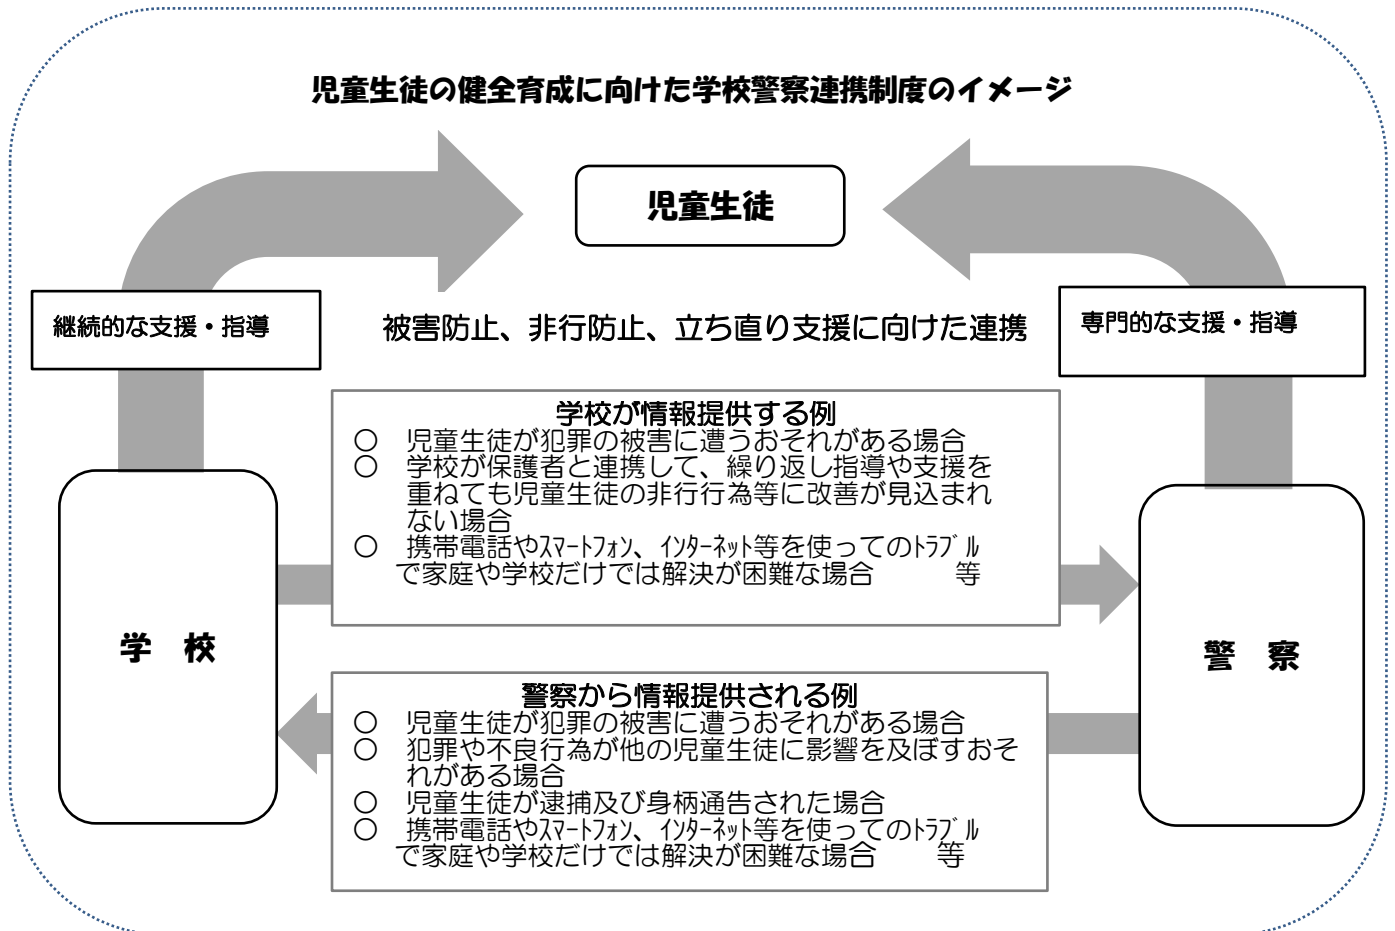 児童生徒の健全育成に向けた学校警察連携制度のイメージ
児童生徒
継続的な支援・指導
被害防止、非行防止、立ち直り支援に向けた連携
専門的な支援・指導
学校が情報提供する例
○ 児童生徒が犯罪の被害に遭うおそれがある場合
○ 学校が保護者と連携して、繰り返し指導や支援を
重ねても児童生徒の非行行為等に改善が見込まれ
ない場合
○ 携帯電話やｽﾏｰﾄﾌｫﾝ、ｲﾝﾀｰﾈｯﾄ等を使ってのﾄﾗﾌﾞﾙ
で家庭や学校だけでは解決が困難な場合 等
学 校
警 察
警察から情報提供される例
○ 児童生徒が犯罪の被害に遭うおそれがある場合
○ 犯罪や不良行為が他の児童生徒に影響を及ぼすおそ
れがある場合
○ 児童生徒が逮捕及び身柄通告された場合
○ 携帯電話やｽﾏｰﾄﾌｫﾝ、ｲﾝﾀｰﾈｯﾄ等を使ってのﾄﾗﾌﾞﾙ
で家庭や学校だけでは解決が困難な場合 等